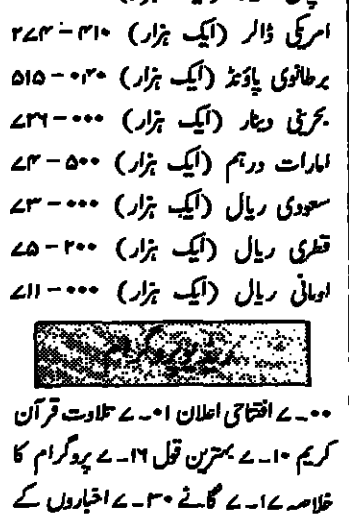 امریکی ڈالر (ایک ہزار) ۴۱۰ - ۲۷۴
برطانوی پاؤنڈ (ایک ہزار) ۰۴۰ - ۵۱۵
بحرینی دینار (ایک ہزار) ۰۰۰ - ۷۲۶
امارات درہم (ایک ہزار) ۵۰۰ - ۷۴
سعودی ریال (ایک ہزار) ۰۰۰ - ۷۳
قطری ریال (ایک ہزار) ۲۰۰ - ۷۵
اومانی ریال (ایک ہزار) ۰۰۰ - ۷۱۱
۰۰۔۷ افتتاحی اعلان ۰۱۔۷ تلاوت قرآن
کریم ۱۰۔۷ بہترین قول ۱۶۔۷ پروگرام کا
خلاصہ ۱۷۔۷ گانے ۳۰۔۷ اخباروں کے